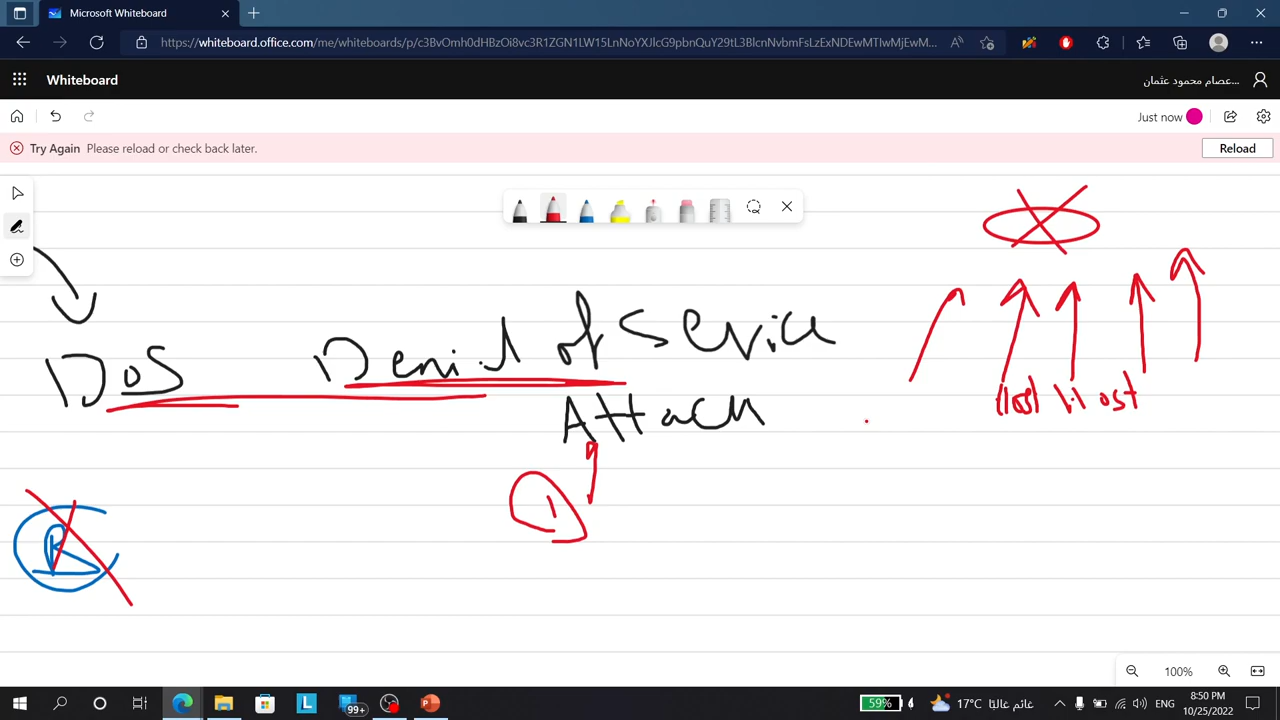 Microsoft Whiteboard
https://whiteboard.office.com/me/whiteboards/p/c3BvOmh0dHBzOi8vc3R1ZGN1LW15LnNoYXJlcG9pbnQuY29tL3BlcnNvbmFsLzExNDEwMTIwMjEwM...
Whiteboard
عصام محمود عثمان...
Just now
Try Again Please reload or check back later.
Reload
DoS Denial of Service
Attack
1
host
R
100%
99+
59%
17°C غائم غالبًا
ENG
8:50 PM
10/25/2022